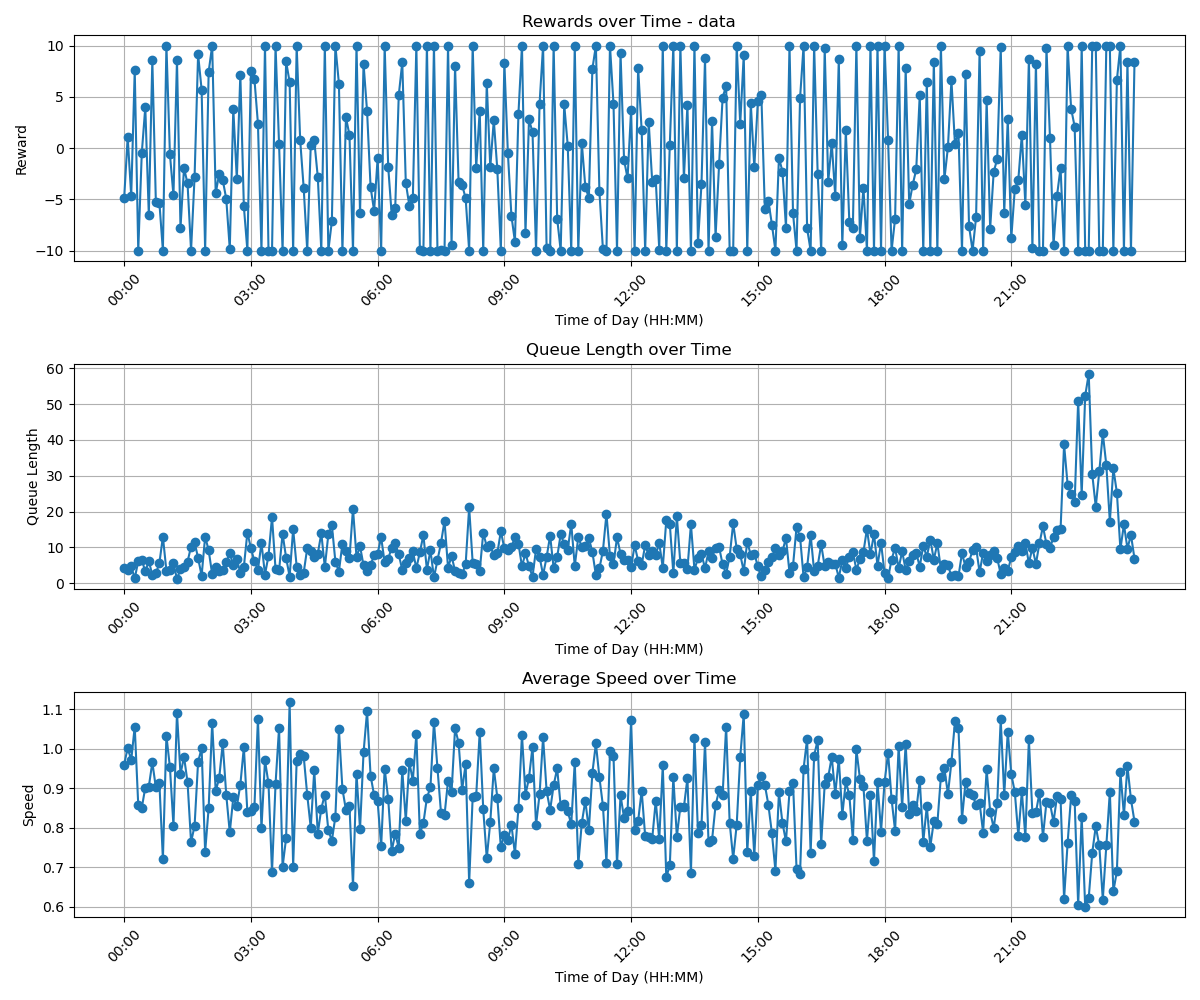 Rewards over Time - data
10
5
0
−5
−10
Reward
00:00 03:00 06:00 09:00 12:00 15:00 18:00 21:00
Time of Day (HH:MM)
Queue Length over Time
60
50
40
30
20
10
0
Queue Length
00:00 03:00 06:00 09:00 12:00 15:00 18:00 21:00
Time of Day (HH:MM)
Average Speed over Time
1.1
1.0
0.9
0.8
0.7
0.6
Speed
00:00 03:00 06:00 09:00 12:00 15:00 18:00 21:00
Time of Day (HH:MM)